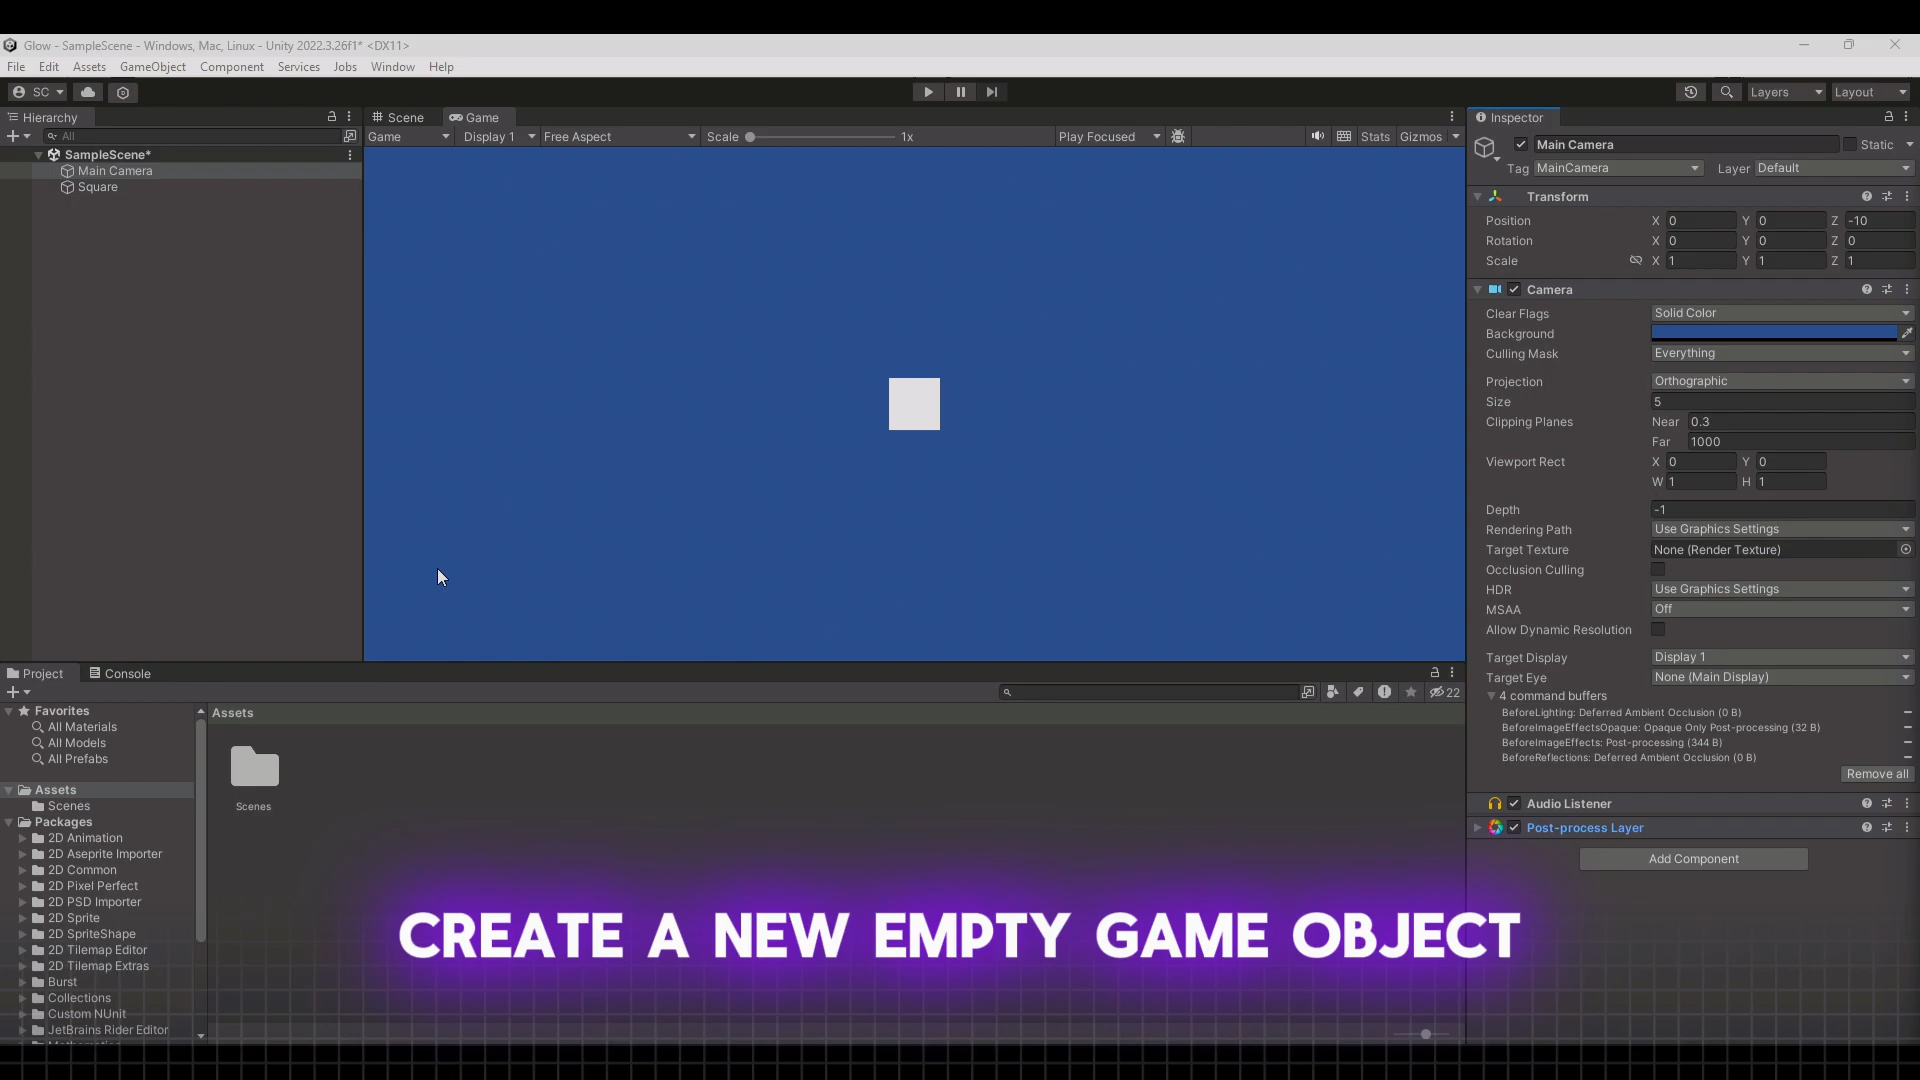 Glow - SampleScene - Windows, Mac, Linux - Unity 2022.3.26f1* <DX11>
File Edit Assets GameObject Component Services Jobs Window Help
SC
Layers
Layout
Hierarchy
All
SampleScene*
Main Camera
Square
Scene
Game
Game
Display 1
Free Aspect
Scale
1x
Play Focused
Stats
Gizmos
Inspector
Main Camera
Static
Tag MainCamera
Layer Default
Transform
Position X 0 Y 0 Z -10
Rotation X 0 Y 0 Z 0
Scale X 1 Y 1 Z 1
Camera
Clear Flags Solid Color
Background
Culling Mask Everything
Projection Orthographic
Size 5
Clipping Planes Near 0.3
Far 1000
Viewport Rect X 0 Y 0
W 1 H 1
Depth -1
Rendering Path Use Graphics Settings
Target Texture None (Render Texture)
Occlusion Culling
HDR Use Graphics Settings
MSAA Off
Allow Dynamic Resolution
Target Display Display 1
Target Eye None (Main Display)
4 command buffers
BeforeLighting: Deferred Ambient Occlusion (0 B)
BeforeImageEffectsOpaque: Opaque Only Post-processing (32 B)
BeforeImageEffects: Post-processing (344 B)
BeforeReflections: Deferred Ambient Occlusion (0 B)
Remove all
Audio Listener
Post-process Layer
Add Component
Project
Console
22
Favorites
All Materials
All Models
All Prefabs
Assets
Scenes
Packages
2D Animation
2D Aseprite Importer
2D Common
2D Pixel Perfect
2D PSD Importer
2D Sprite
2D SpriteShape
2D Tilemap Editor
2D Tilemap Extras
Burst
Collections
Custom NUnit
JetBrains Rider Editor
Assets
Scenes
CREATE A NEW EMPTY GAME OBJECT